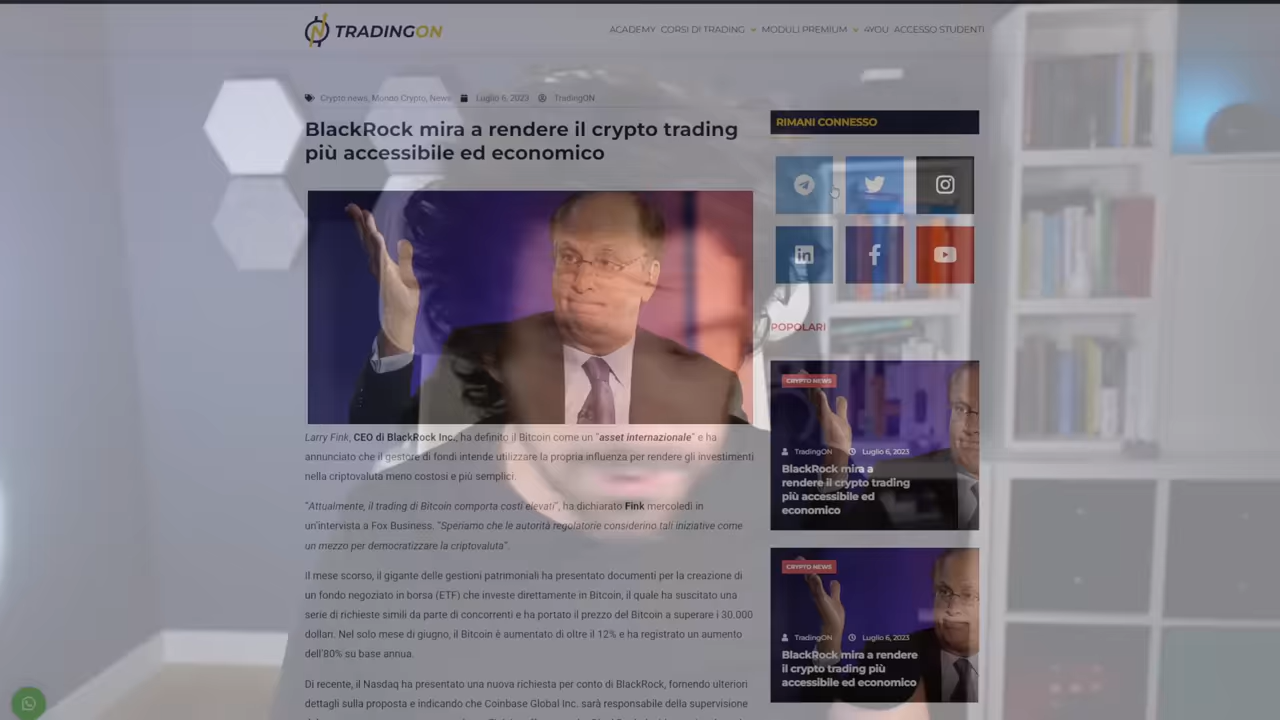 TRADINGON
ACADEMY CORSI DI TRADING MODULI PREMIUM 4YOU ACCESSO STUDENTI
Crypto news, Mondo Crypto, News Luglio 6, 2023 TradingON
BlackRock mira a rendere il crypto trading
più accessibile ed economico
RIMANI CONNESSO
Larry Fink, CEO di BlackRock Inc., ha definito il Bitcoin come un "asset internazionale" e ha
annunciato che il gestore di fondi intende utilizzare la propria influenza per rendere gli investimenti
nella criptovaluta meno costosi e più semplici.
"Attualmente, il trading di Bitcoin comporta costi elevati", ha dichiarato Fink mercoledì in
un'intervista a Fox Business. "Speriamo che le autorità regolatorie considerino tali iniziative come
un mezzo per democratizzare la criptovaluta".
Il mese scorso, il gigante delle gestioni patrimoniali ha presentato documenti per la creazione di
un fondo negoziato in borsa (ETF) che investe direttamente in Bitcoin, il quale ha suscitato una
serie di richieste simili da parte di concorrenti e ha portato il prezzo del Bitcoin a superare i 30.000
dollari. Nel solo mese di giugno, il Bitcoin è aumentato di oltre il 12% e ha registrato un aumento
dell'80% su base annua.
Di recente, il Nasdaq ha presentato una nuova richiesta per conto di BlackRock, fornendo ulteriori
dettagli sulla proposta e indicando che Coinbase Global Inc. sarà responsabile della supervisione
POPOLARI
CRYPTO NEWS
TradingON Luglio 6, 2023
BlackRock mira a
rendere il crypto trading
più accessibile ed
economico
CRYPTO NEWS
TradingON Luglio 6, 2023
BlackRock mira a rendere
il crypto trading più
accessibile ed economico